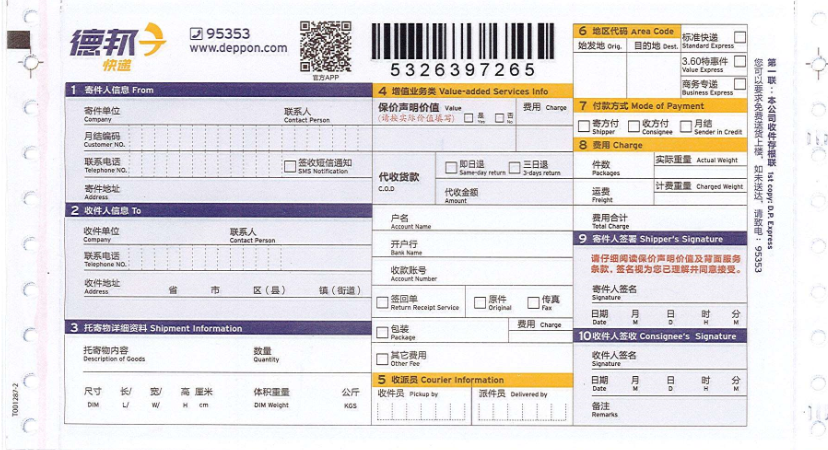 德邦
快递
95353
www.deppon.com
官方APP
5326397265
1 寄件人信息 From
寄件单位
Company
联系人
Contact Person
月结编码
Customer NO.
联系电话
Telephone NO.
签收短信通知
SMS Notification
寄件地址
Address
2 收件人信息 To
收件单位
Company
联系人
Contact Person
联系电话
Telephone NO.
收件地址
Address
省 市 区（县） 镇（街道）
3 托寄物详细资料 Shipment Information
托寄物内容
Description of Goods
数量
Quantity
尺寸 长/ 宽/ 高 厘米 体积重量 公斤
DIM L/ W/ H cm DIM Weight KGS
4 增值业务类 Value-added Services Info
保价声明价值 Value
(请按实际价值填写)
是
Yes
否
No
费用 Charge
代收货款
C.O.D
即日退
Same-day return
三日退
3-days return
代收金额
Amount
户名
Account Name
开户行
Bank Name
收款账号
Account Number
签回单
Return Receipt Service
原件
Original
传真
Fax
包装
Package
费用 Charge
其它费用
Other Fee
5 收派员 Courier Information
收件员 Pickup by
派件员 Delivered by
6 地区代码 Area Code
始发地 Orig.
目的地 Dest.
标准快递
Standard Express
3.60特惠件
Value Express
商务专递
Business Express
7 付款方式 Mode of Payment
寄方付
Shipper
收方付
Consignee
月结
Sender in Credit
8 费用 Charge
件数
Packages
实际重量 Actual Weight
运费
Freight
计费重量 Charged Weight
费用合计
Total Charge
9 寄件人签署 Shipper's Signature
请仔细阅读保价声明价值及背面服务
条款，签名视为您已理解并同意接受。
寄件人签名
Signature
日期 月 日 时 分
Date M D H M
10 收件人签收 Consignee's Signature
收件人签名
Signature
日期 月 日 时 分
Date M D H M
备注
Remarks
第一联：本公司收件存根联 1st copy: D.P. Express
您可以要求免费送货上楼，如未送达，请致电：95353
T001287-2